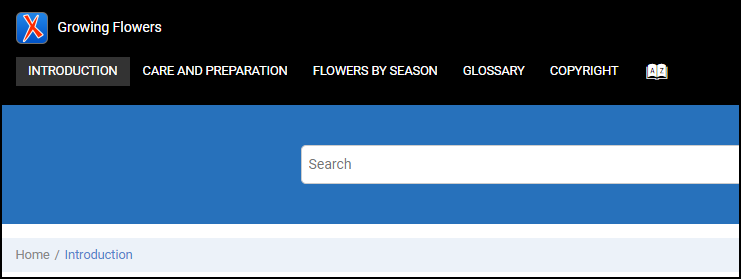 Growing Flowers
INTRODUCTION CARE AND PREPARATION FLOWERS BY SEASON GLOSSARY COPYRIGHT A Z
Search
Home / Introduction